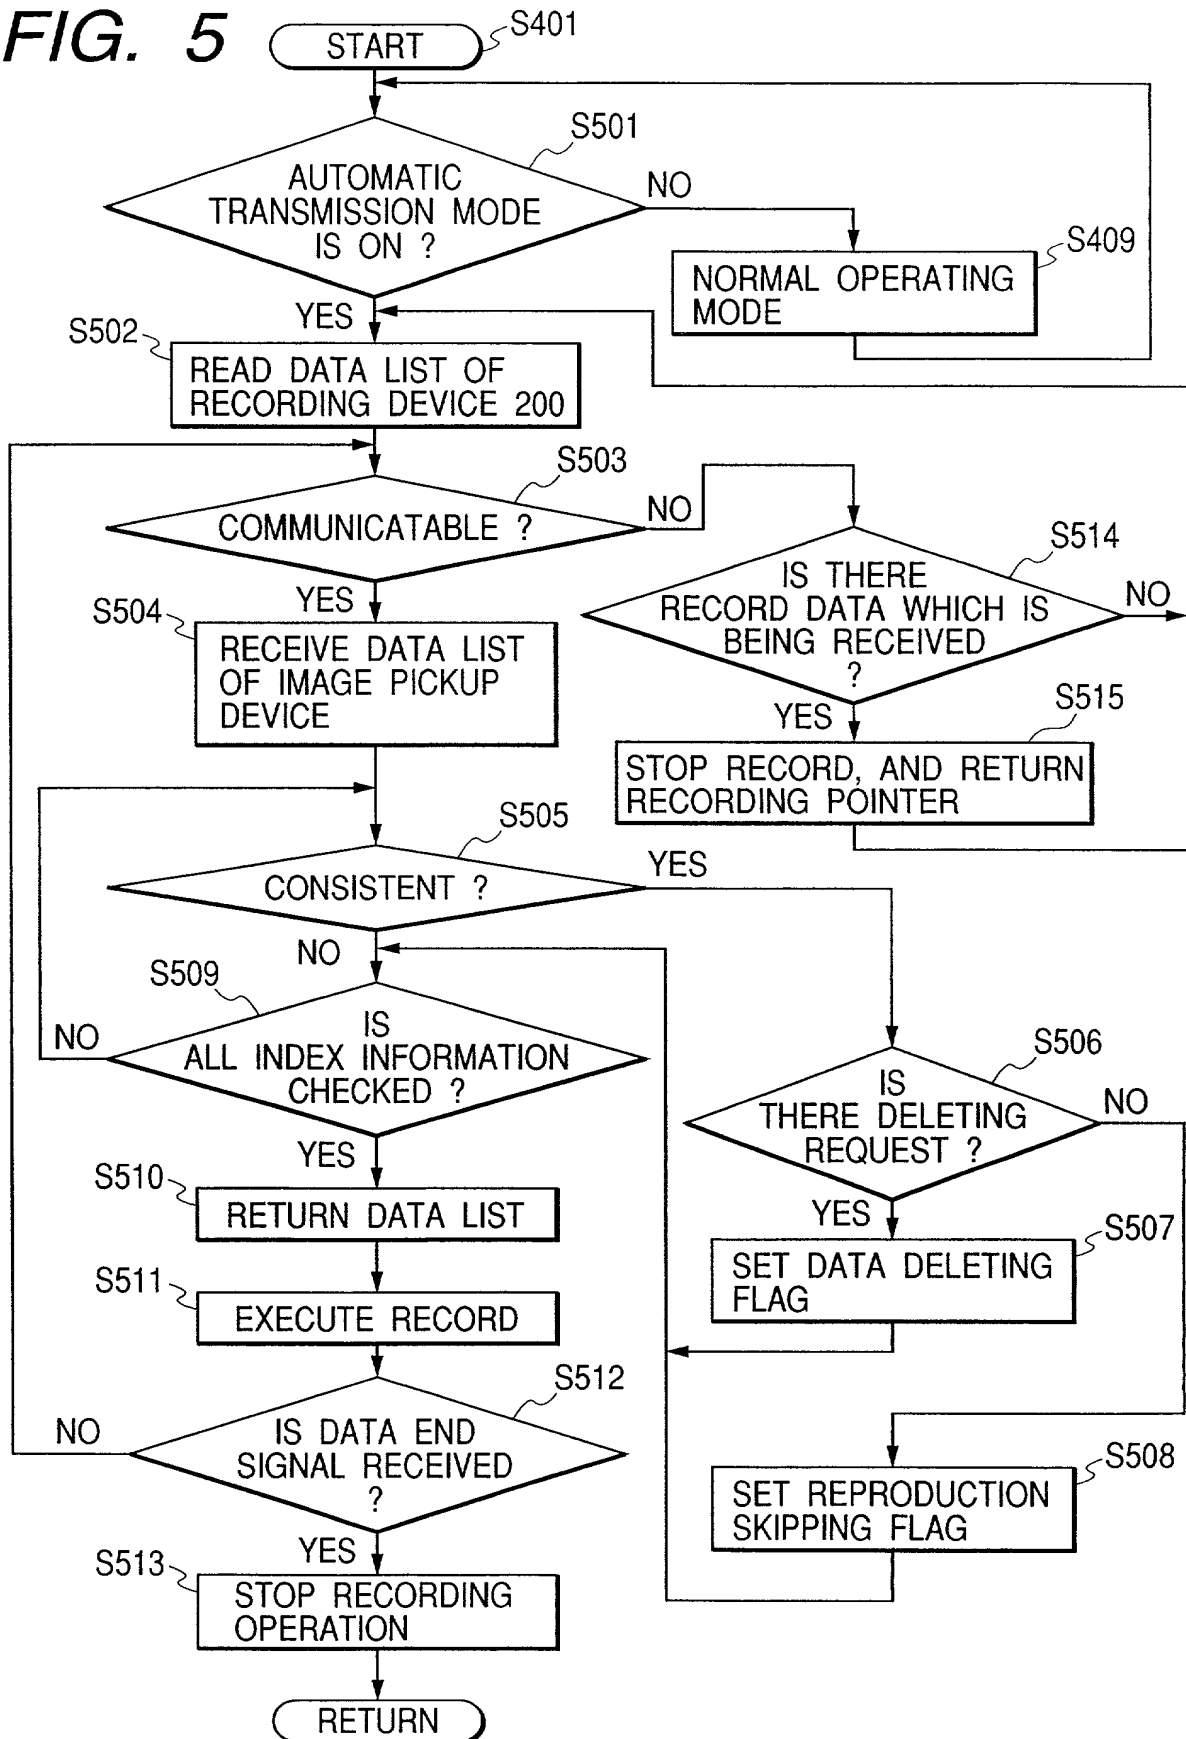 FIG. 5
START
S401
S501
AUTOMATIC
TRANSMISSION MODE
IS ON ?
NO
S409
NORMAL OPERATING
MODE
YES
S502
READ DATA LIST OF
RECORDING DEVICE 200
S503
COMMUNICATABLE ?
NO
S514
IS THERE
RECORD DATA WHICH IS
BEING RECEIVED
?
NO
YES
S504
RECEIVE DATA LIST
OF IMAGE PICKUP
DEVICE
YES
S515
STOP RECORD, AND RETURN
RECORDING POINTER
S505
CONSISTENT ?
YES
NO
S509
IS
ALL INDEX INFORMATION
CHECKED ?
NO
S506
IS
THERE DELETING
REQUEST ?
NO
YES
S510
RETURN DATA LIST
YES
S507
SET DATA DELETING
FLAG
S511
EXECUTE RECORD
S512
IS DATA END
SIGNAL RECEIVED
?
NO
S508
SET REPRODUCTION
SKIPPING FLAG
YES
S513
STOP RECORDING
OPERATION
RETURN